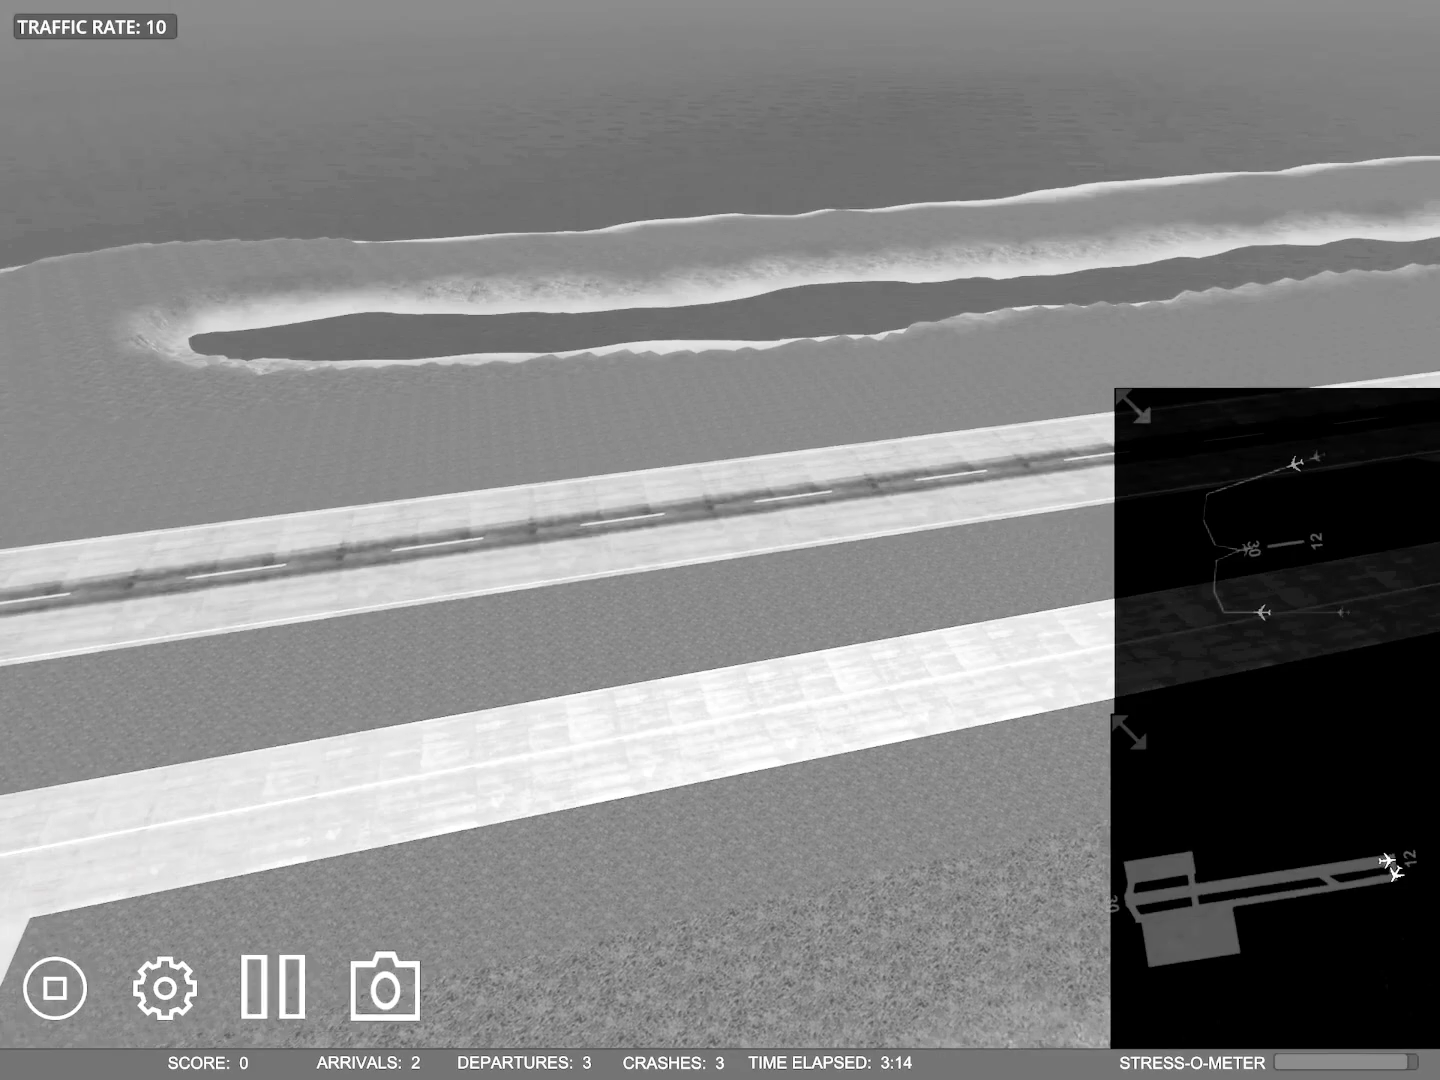 TRAFFIC RATE: 10
30 12
12
30
SCORE: 0 ARRIVALS: 2 DEPARTURES: 3 CRASHES: 3 TIME ELAPSED: 3:14 STRESS-O-METER